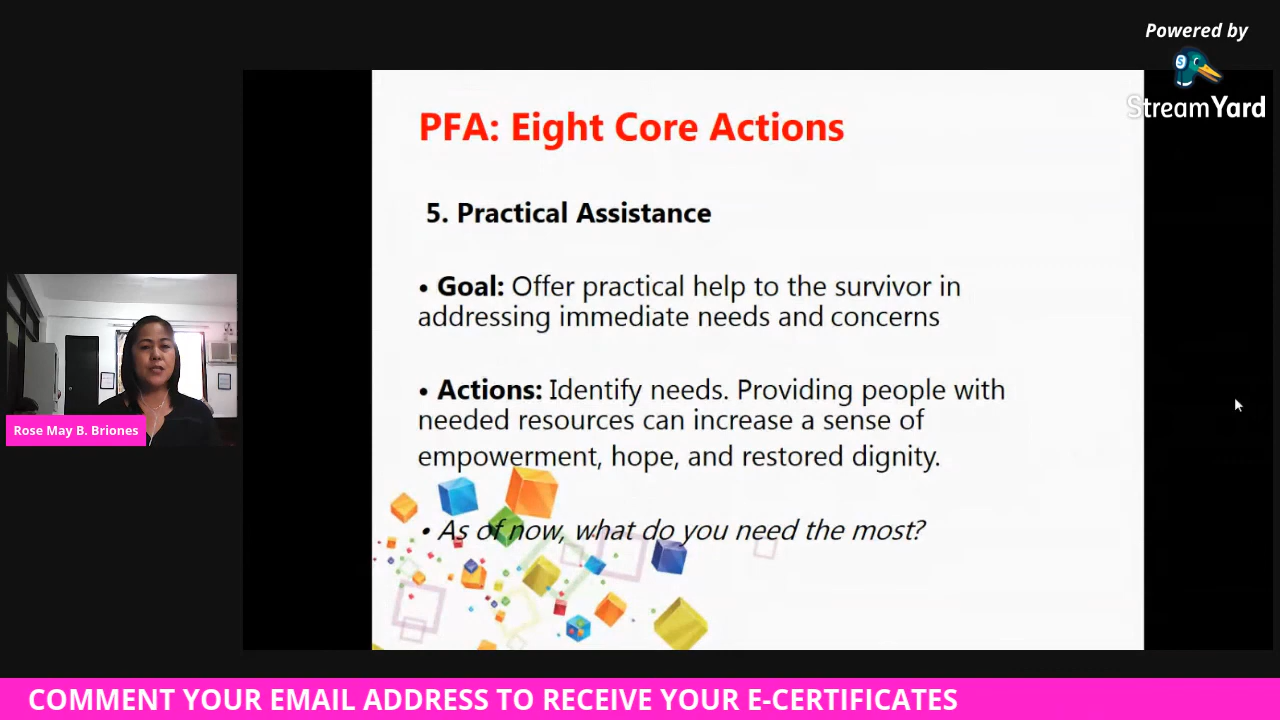 Powered by
StreamYard
PFA: Eight Core Actions
5. Practical Assistance
• Goal: Offer practical help to the survivor in
addressing immediate needs and concerns
• Actions: Identify needs. Providing people with
needed resources can increase a sense of
empowerment, hope, and restored dignity.
• As of now, what do you need the most?
Rose May B. Briones
COMMENT YOUR EMAIL ADDRESS TO RECEIVE YOUR E-CERTIFICATES